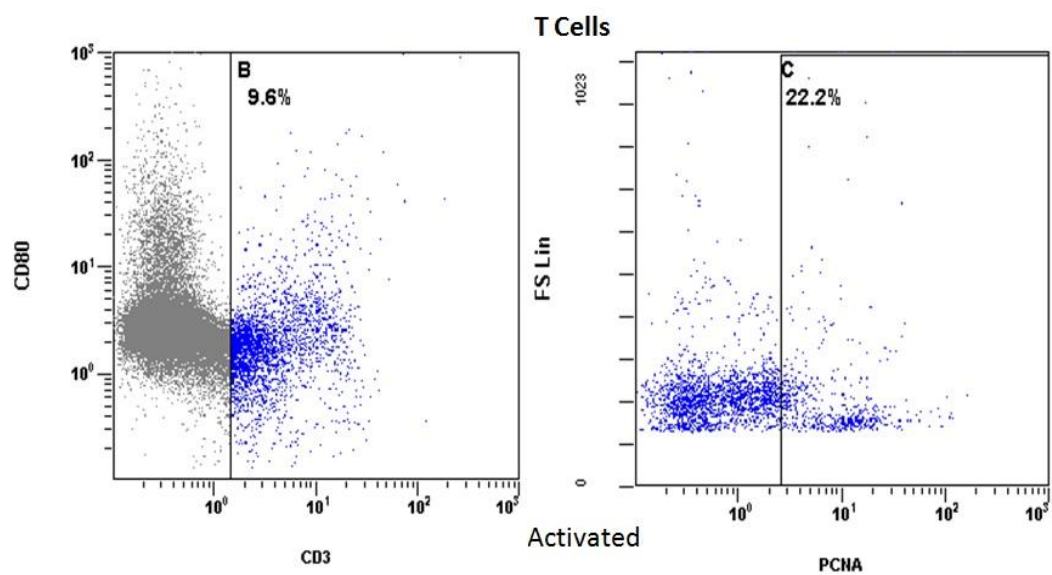 T Cells
CD80
10³
10²
10¹
10⁰
B
9.6%
10⁰
10¹
10²
10³
CD3
FS Lin
1023
0
C
22.2%
10⁰
10¹
10²
10³
PCNA
Activated